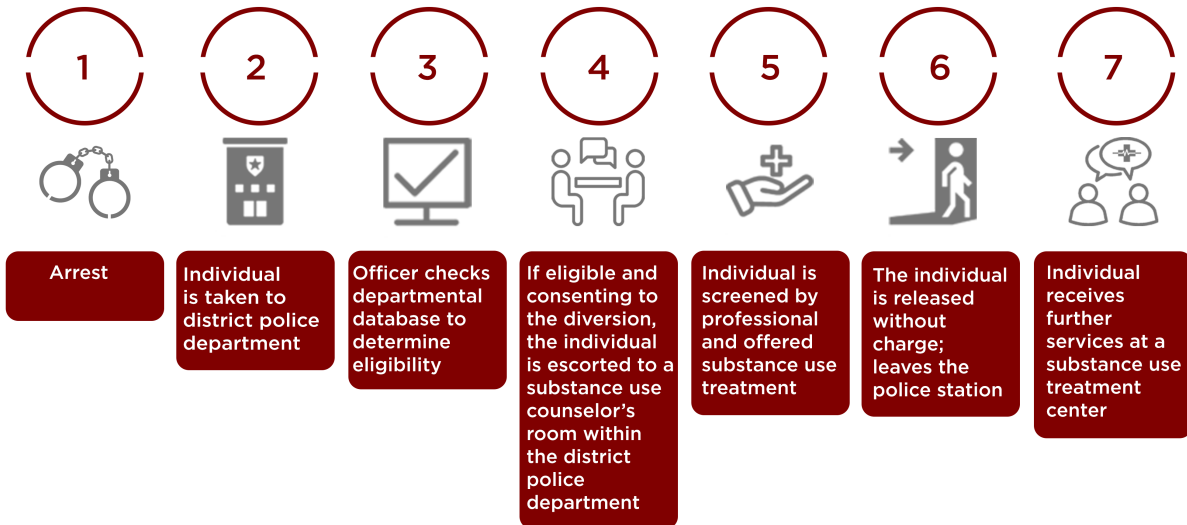 1
2
3
4
5
6
7
Arrest
Individual
is taken to
district police
department
Officer checks
departmental
database to
determine
eligibility
If eligible and
consenting to
the diversion,
the individual
is escorted to a
substance use
counselor's
room within
the district
police
department
Individual is
screened by
professional
and offered
substance use
treatment
The individual
is released
without
charge;
leaves the
police station
Individual
receives
further
services at a
substance use
treatment
center